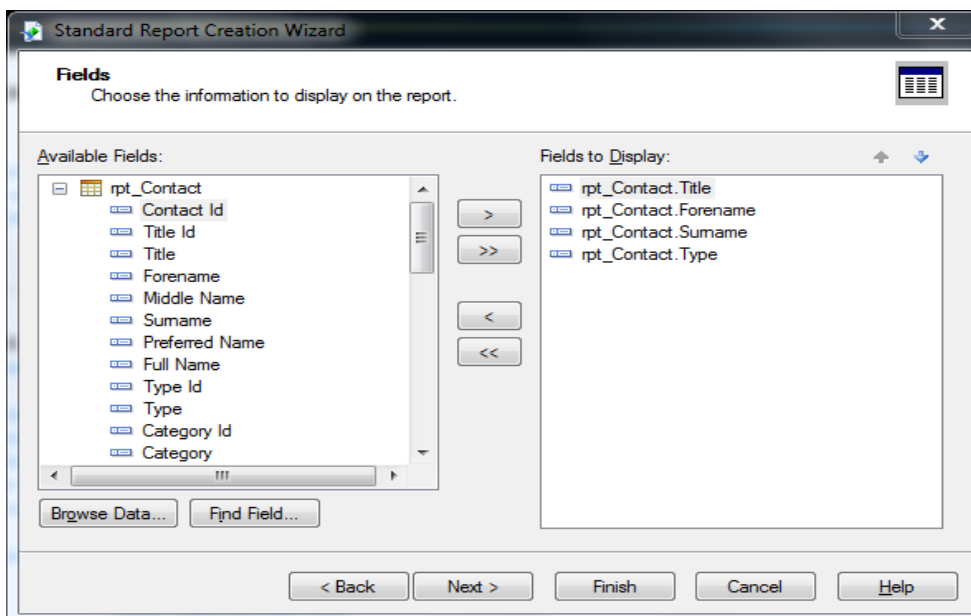 Standard Report Creation Wizard
X
Fields
Choose the information to display on the report.
Available Fields:
rpt_Contact
Contact Id
Title Id
Title
Forename
Middle Name
Surname
Preferred Name
Full Name
Type Id
Type
Category Id
Category
>
>>
<
<<
Fields to Display:
rpt_Contact.Title
rpt_Contact.Forename
rpt_Contact.Surname
rpt_Contact.Type
Browse Data... Find Field...
< Back Next > Finish Cancel Help